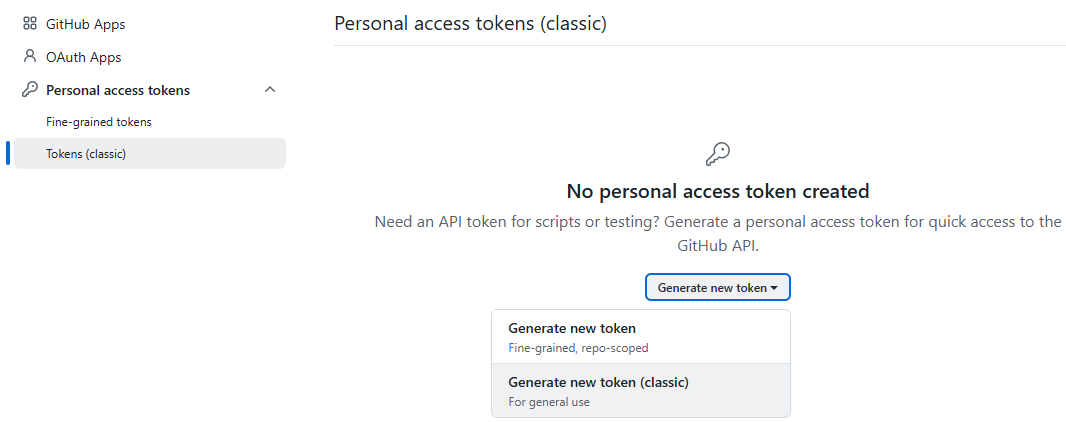 GitHub Apps
OAuth Apps
Personal access tokens
Fine-grained tokens
Tokens (classic)
Personal access tokens (classic)
No personal access token created
Need an API token for scripts or testing? Generate a personal access token for quick access to the
GitHub API.
Generate new token
Generate new token
Fine-grained, repo-scoped
Generate new token (classic)
For general use